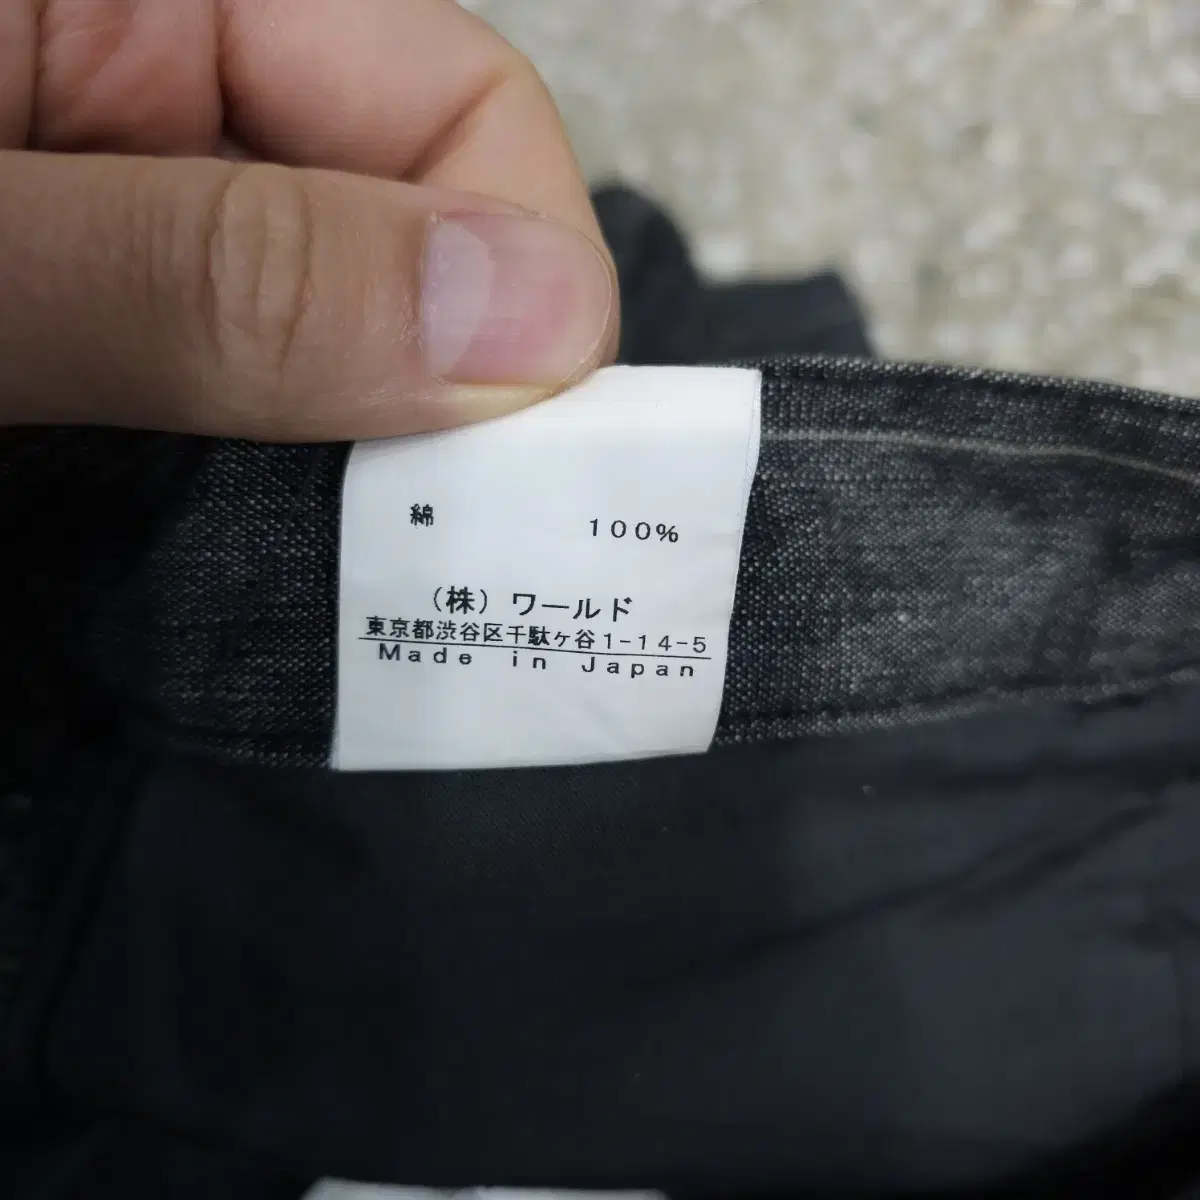 綿 100%
（株）ワールド
東京都渋谷区千駄ヶ谷1-14-5
Made in Japan